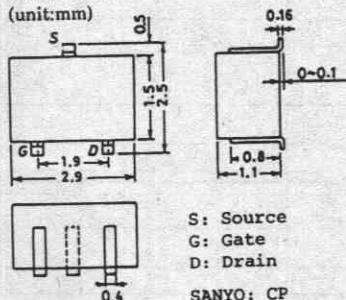 (unit:mm)
S
0.5
1.5
2.5
G
D
1.9
2.9
0.16
0~0.1
0.8
1.1
0.4
S: Source
G: Gate
D: Drain
SANYO: CP